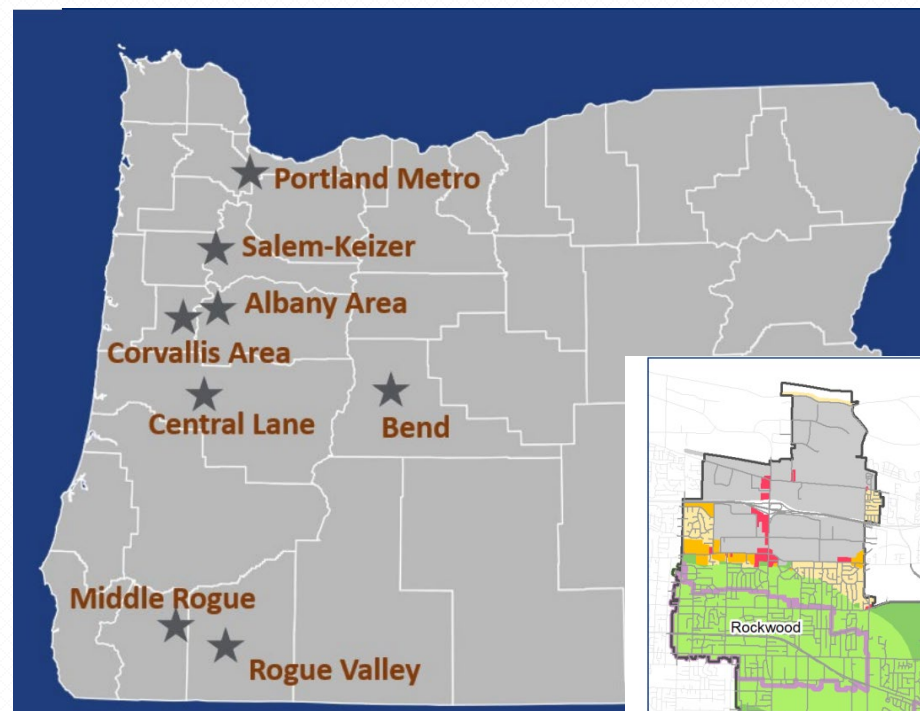 Portland Metro
Salem-Keizer
Albany Area
Corvallis Area
Central Lane
Bend
Middle Rogue
Rogue Valley
Rockwood